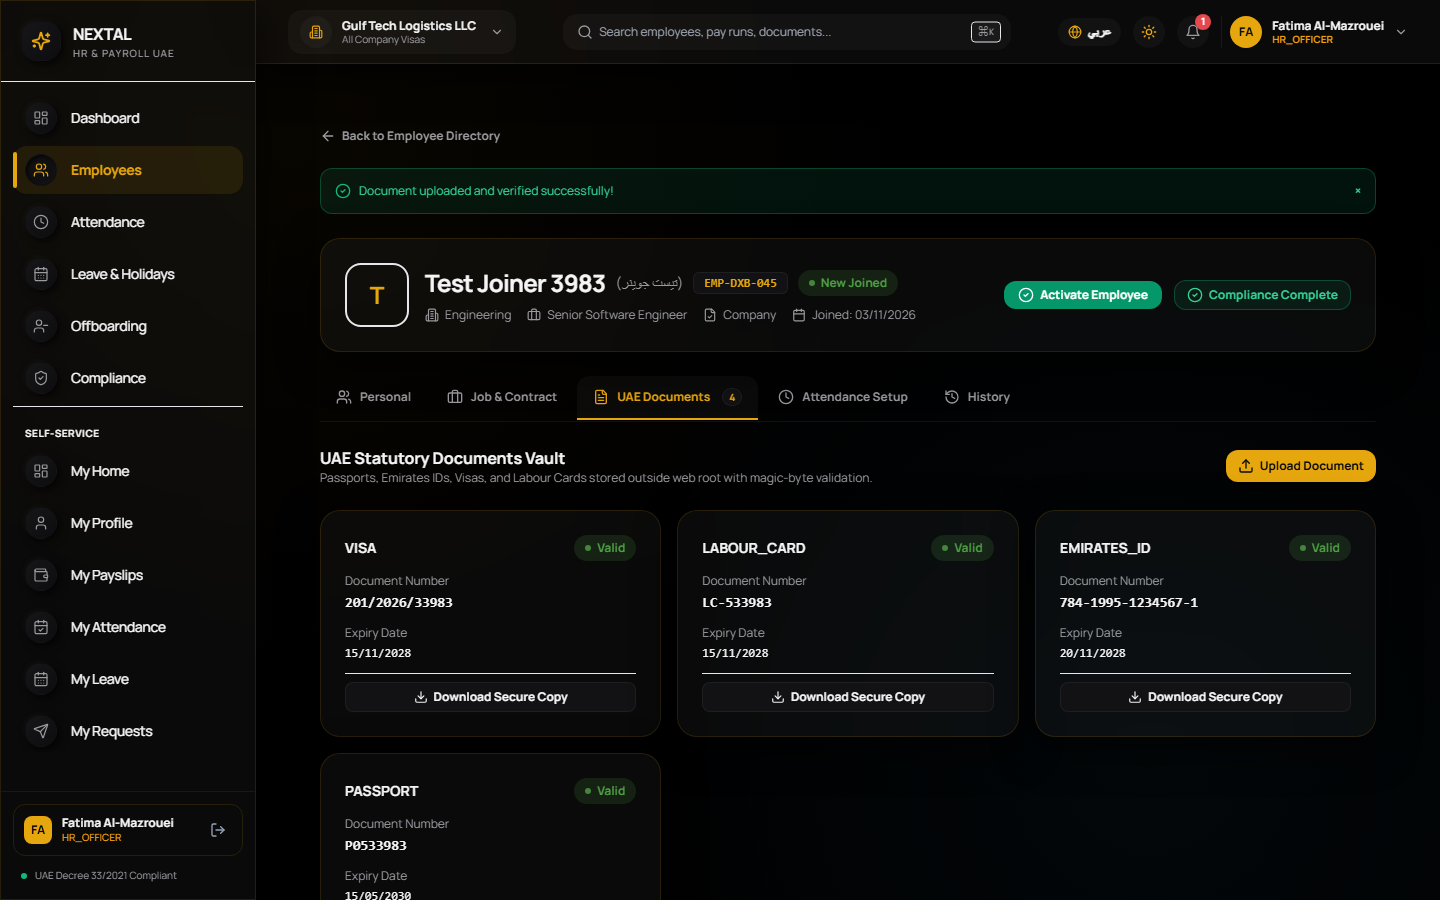 NEXTAL
HR & PAYROLL UAE
Dashboard
Employees
Attendance
Leave & Holidays
Offboarding
Compliance
SELF-SERVICE
My Home
My Profile
My Payslips
My Attendance
My Leave
My Requests
FA
Fatima Al-Mazrouei
HR_OFFICER
UAE Decree 33/2021 Compliant
Gulf Tech Logistics LLC
All Company Visas
Search employees, pay runs, documents...
⌘K
عربي
1
FA
Fatima Al-Mazrouei
HR_OFFICER
Back to Employee Directory
Document uploaded and verified successfully!
×
T
Test Joiner 3983 (تيست جوينر) EMP-DXB-045 New Joined
Engineering Senior Software Engineer Company Joined: 03/11/2026
Activate Employee
Compliance Complete
Personal
Job & Contract
UAE Documents 4
Attendance Setup
History
UAE Statutory Documents Vault
Passports, Emirates IDs, Visas, and Labour Cards stored outside web root with magic-byte validation.
Upload Document
VISA
Valid
Document Number
201/2026/33983
Expiry Date
15/11/2028
Download Secure Copy
LABOUR_CARD
Valid
Document Number
LC-533983
Expiry Date
15/11/2028
Download Secure Copy
EMIRATES_ID
Valid
Document Number
784-1995-1234567-1
Expiry Date
20/11/2028
Download Secure Copy
PASSPORT
Valid
Document Number
P0533983
Expiry Date
15/05/2030